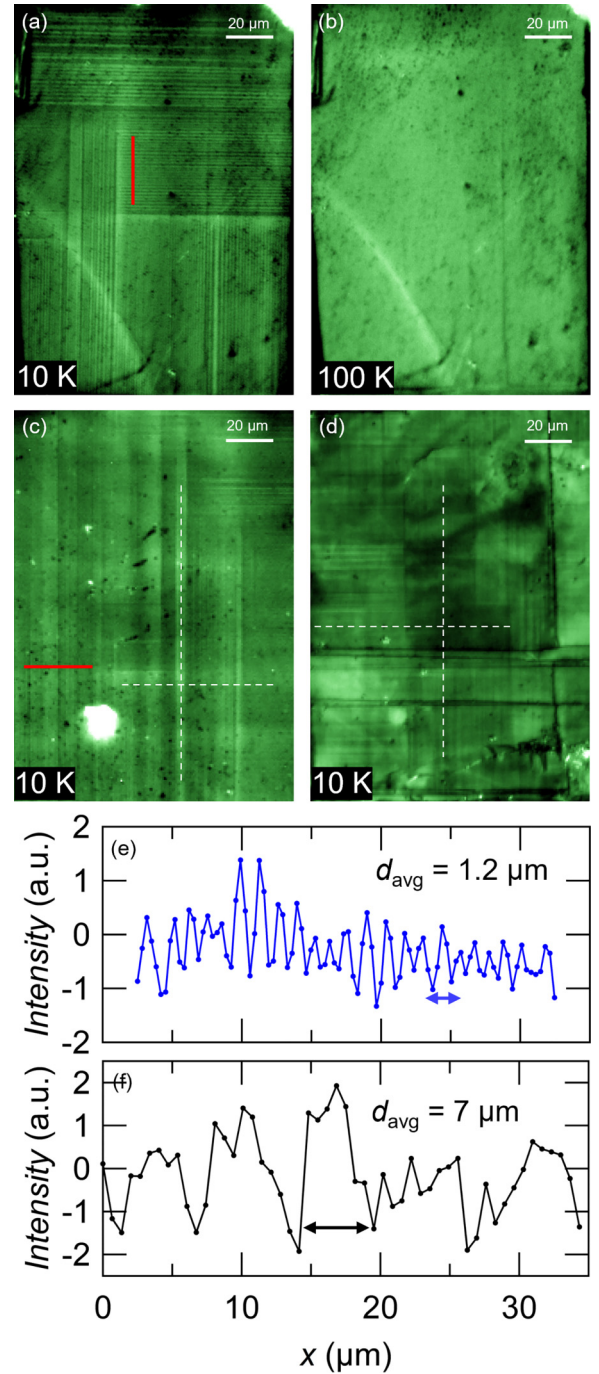 (a) 20 μm
(b) 20 μm
10 K
100 K
(c) 20 μm
(d) 20 μm
10 K
10 K
(e)
d_avg = 1.2 μm
2
1
0
-1
-2
Intensity (a.u.)
(f)
d_avg = 7 μm
2
1
0
-1
-2
Intensity (a.u.)
0 10 20 30
x (μm)